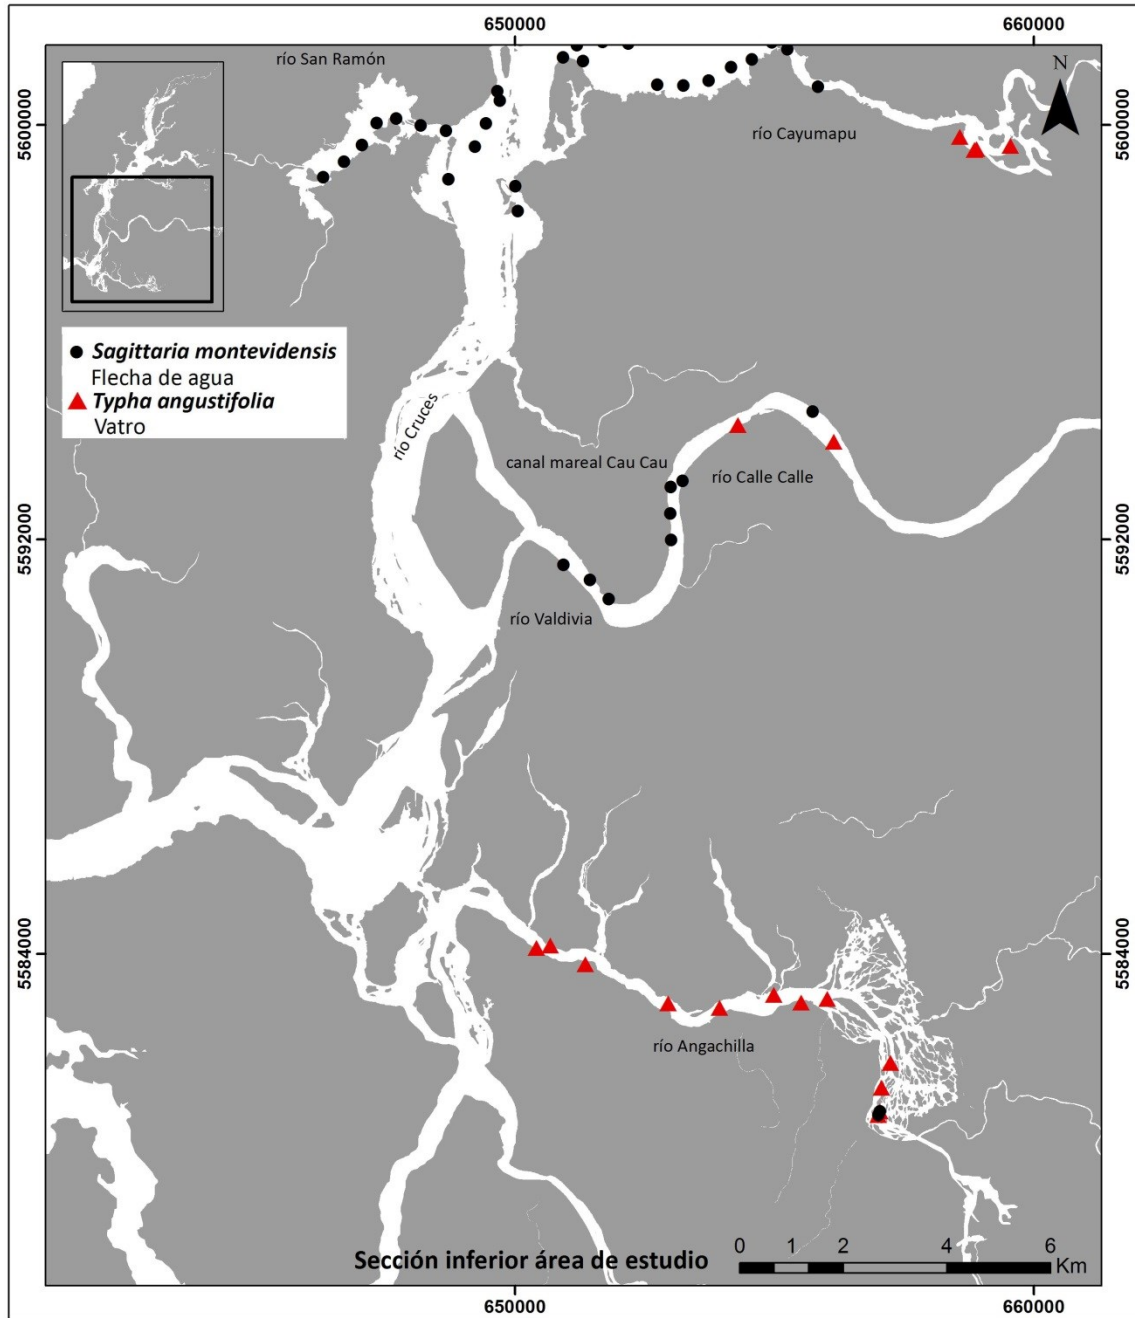 650000
660000
río San Ramón
N
5600000
5600000
río Cayumapu
Sagittaria montevidensis
Flecha de agua
Typha angustifolia
Vatro
río Cruces
canal mareal Cau Cau
río Calle Calle
5592000
5592000
río Valdivia
5584000
5584000
río Angachilla
Sección inferior área de estudio
0 1 2 4 6
Km
650000
660000